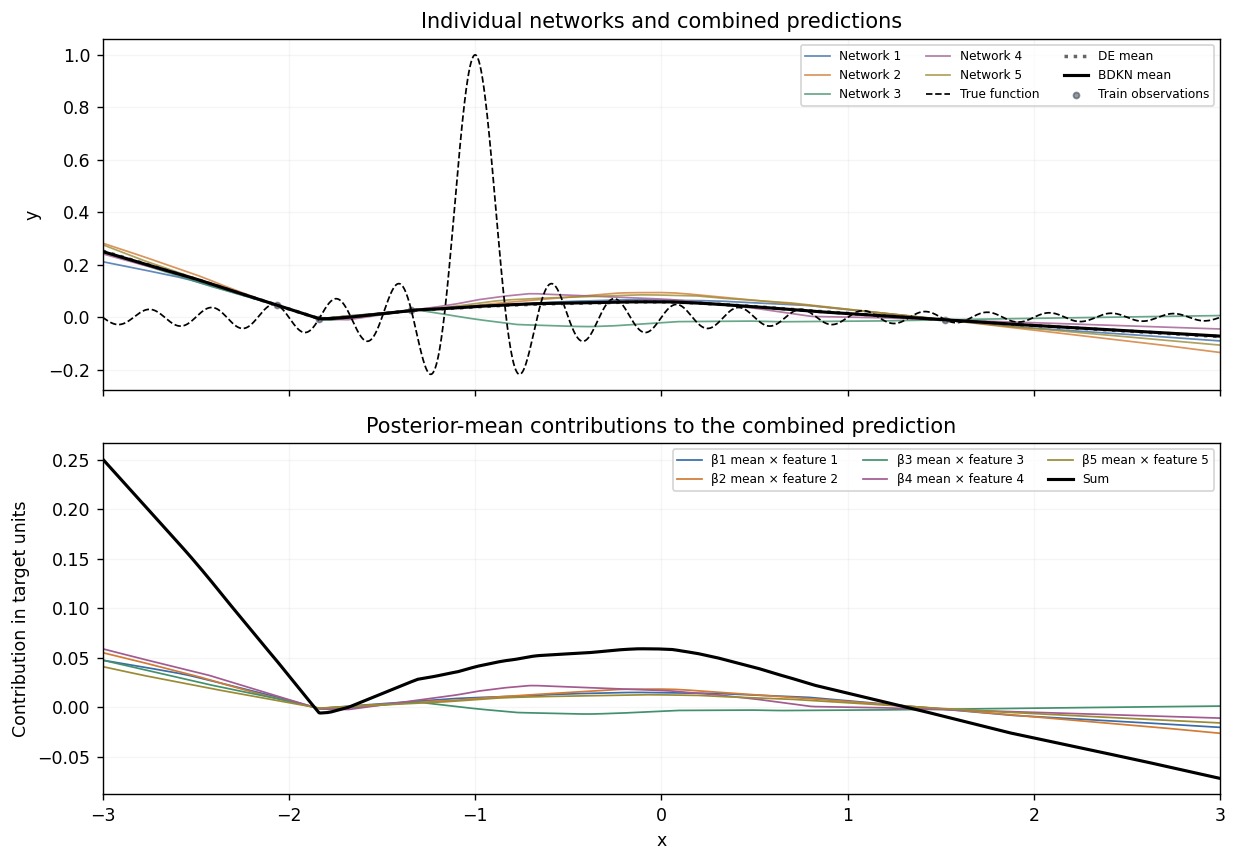 Individual networks and combined predictions
1.0
0.8
0.6
0.4
0.2
0.0
−0.2
y
Network 1 Network 4 DE mean
Network 2 Network 5 BDKN mean
Network 3 True function Train observations
Posterior-mean contributions to the combined prediction
0.25
0.20
0.15
0.10
0.05
0.00
−0.05
Contribution in target units
β1 mean × feature 1 β3 mean × feature 3 β5 mean × feature 5
β2 mean × feature 2 β4 mean × feature 4 Sum
−3 −2 −1 0 1 2 3
x